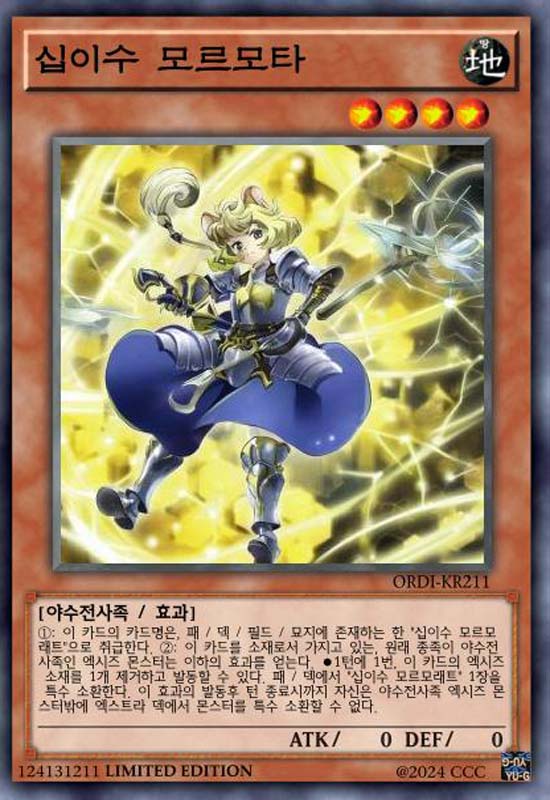 십이수 모르모타
땅
地
ORDI-KR211
[야수전사족 / 효과]
①: 이 카드의 카드명은, 패 / 덱 / 필드 / 묘지에 존재하는 한 "십이수 모르모
래트"으로 취급한다. ②: 이 카드를 소재로서 가지고 있는, 원래 종족이 야수전
사족인 엑시즈 몬스터는 이하의 효과를 얻는다. ●1턴에 1번, 이 카드의 엑시즈
소재를 1개 제거하고 발동할 수 있다. 패 / 덱에서 "십이수 모르모래트" 1장을
특수 소환한다. 이 효과의 발동후 턴 종료시까지 자신은 야수전사족 엑시즈 몬
스터밖에 엑스트라 덱에서 몬스터를 특수 소환할 수 없다.
ATK/ 0 DEF/ 0
124131211 LIMITED EDITION @2024 CCC
YU-G
YU-G